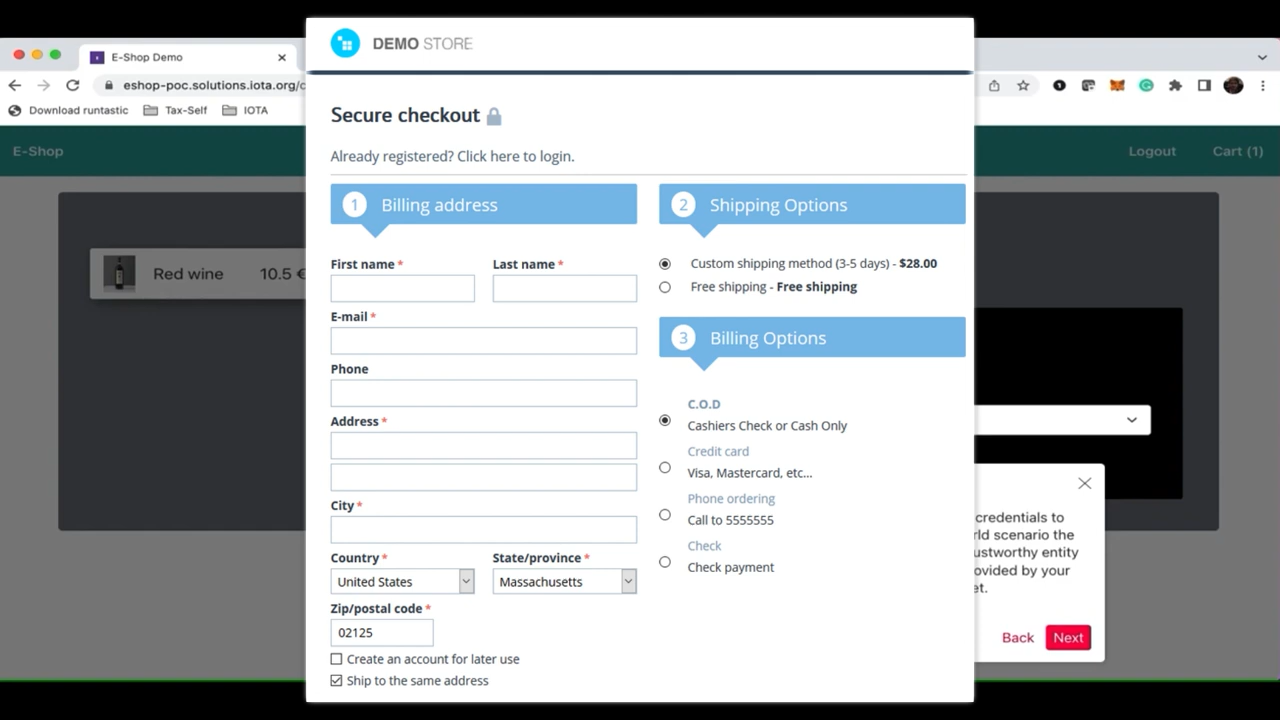 E-Shop Demo
eshop-poc.solutions.iota.org/c
Download runtastic
Tax-Self
IOTA
E-Shop
Logout
Cart (1)
Red wine
10.5 €
DEMO STORE
Secure checkout
Already registered? Click here to login.
1
Billing address
First name *
Last name *
E-mail *
Phone
Address *
City *
Country *
State/province *
United States
Massachusetts
Zip/postal code *
02125
Create an account for later use
Ship to the same address
2
Shipping Options
Custom shipping method (3-5 days) - $28.00
Free shipping - Free shipping
3
Billing Options
C.O.D
Cashiers Check or Cash Only
Credit card
Visa, Mastercard, etc...
Phone ordering
Call to 5555555
Check
Check payment
credentials to
rld scenario the
ustworthy entity
ovided by your
et.
Back
Next